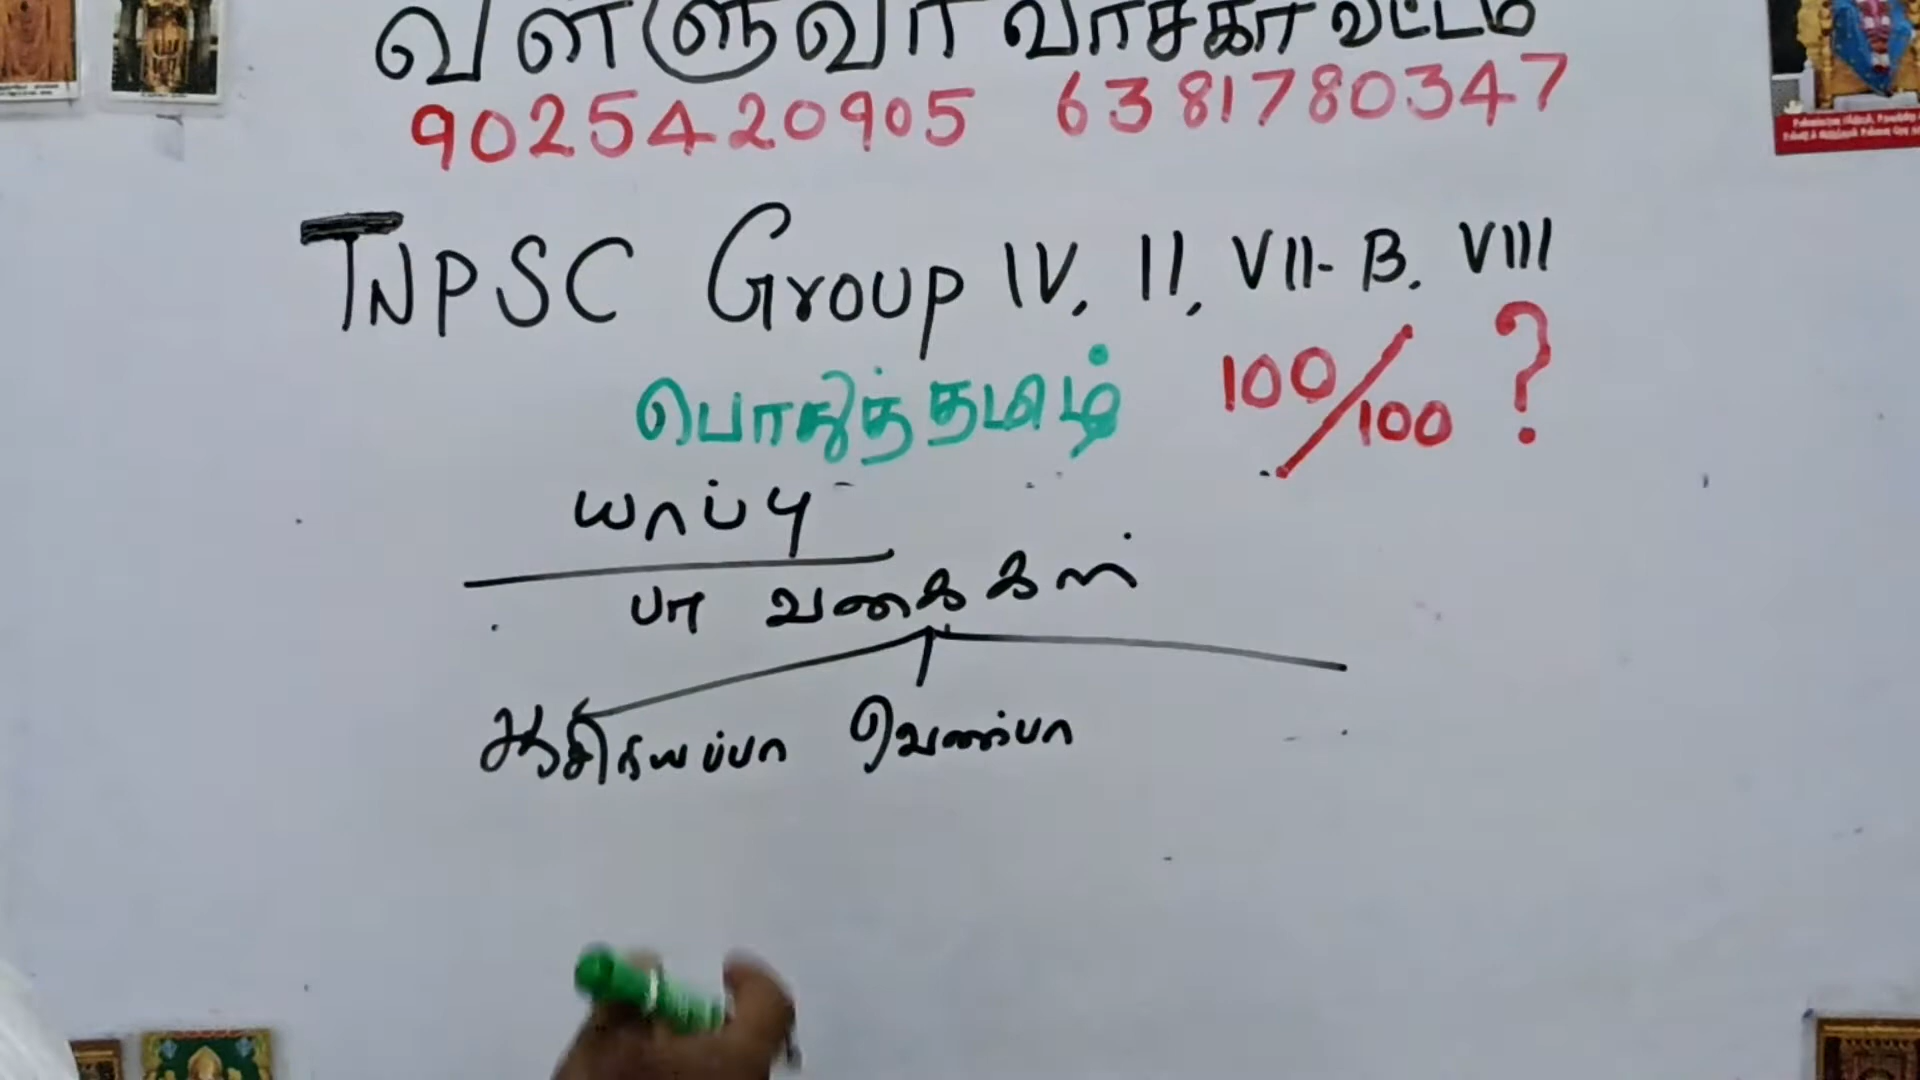 வள்ளுவர் வாசகர் வட்டம்
9025420905 6381780347
TNPSC Group IV, II, VII-B, VIII
பொதுத்தமிழ் 100/100 ?
யாப்பு
பா வகைகள்
ஆசிரியப்பா வெண்பா